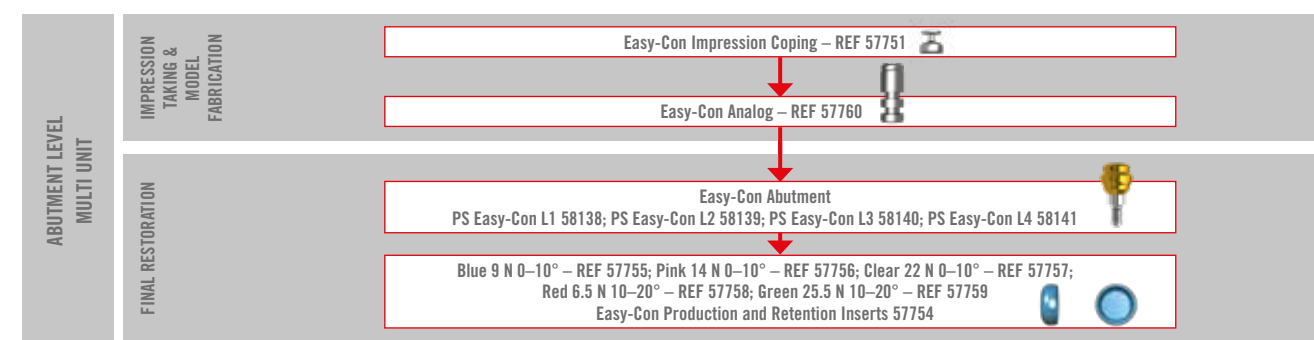 ABUTMENT LEVEL
MULTI UNIT
IMPRESSION
TAKING &
MODEL
FABRICATION
Easy-Con Impression Coping – REF 57751
Easy-Con Analog – REF 57760
FINAL RESTORATION
Easy-Con Abutment
PS Easy-Con L1 58138; PS Easy-Con L2 58139; PS Easy-Con L3 58140; PS Easy-Con L4 58141
Blue 9 N 0–10° – REF 57755; Pink 14 N 0–10° – REF 57756; Clear 22 N 0–10° – REF 57757;
Red 6.5 N 10–20° – REF 57758; Green 25.5 N 10–20° – REF 57759
Easy-Con Production and Retention Inserts 57754